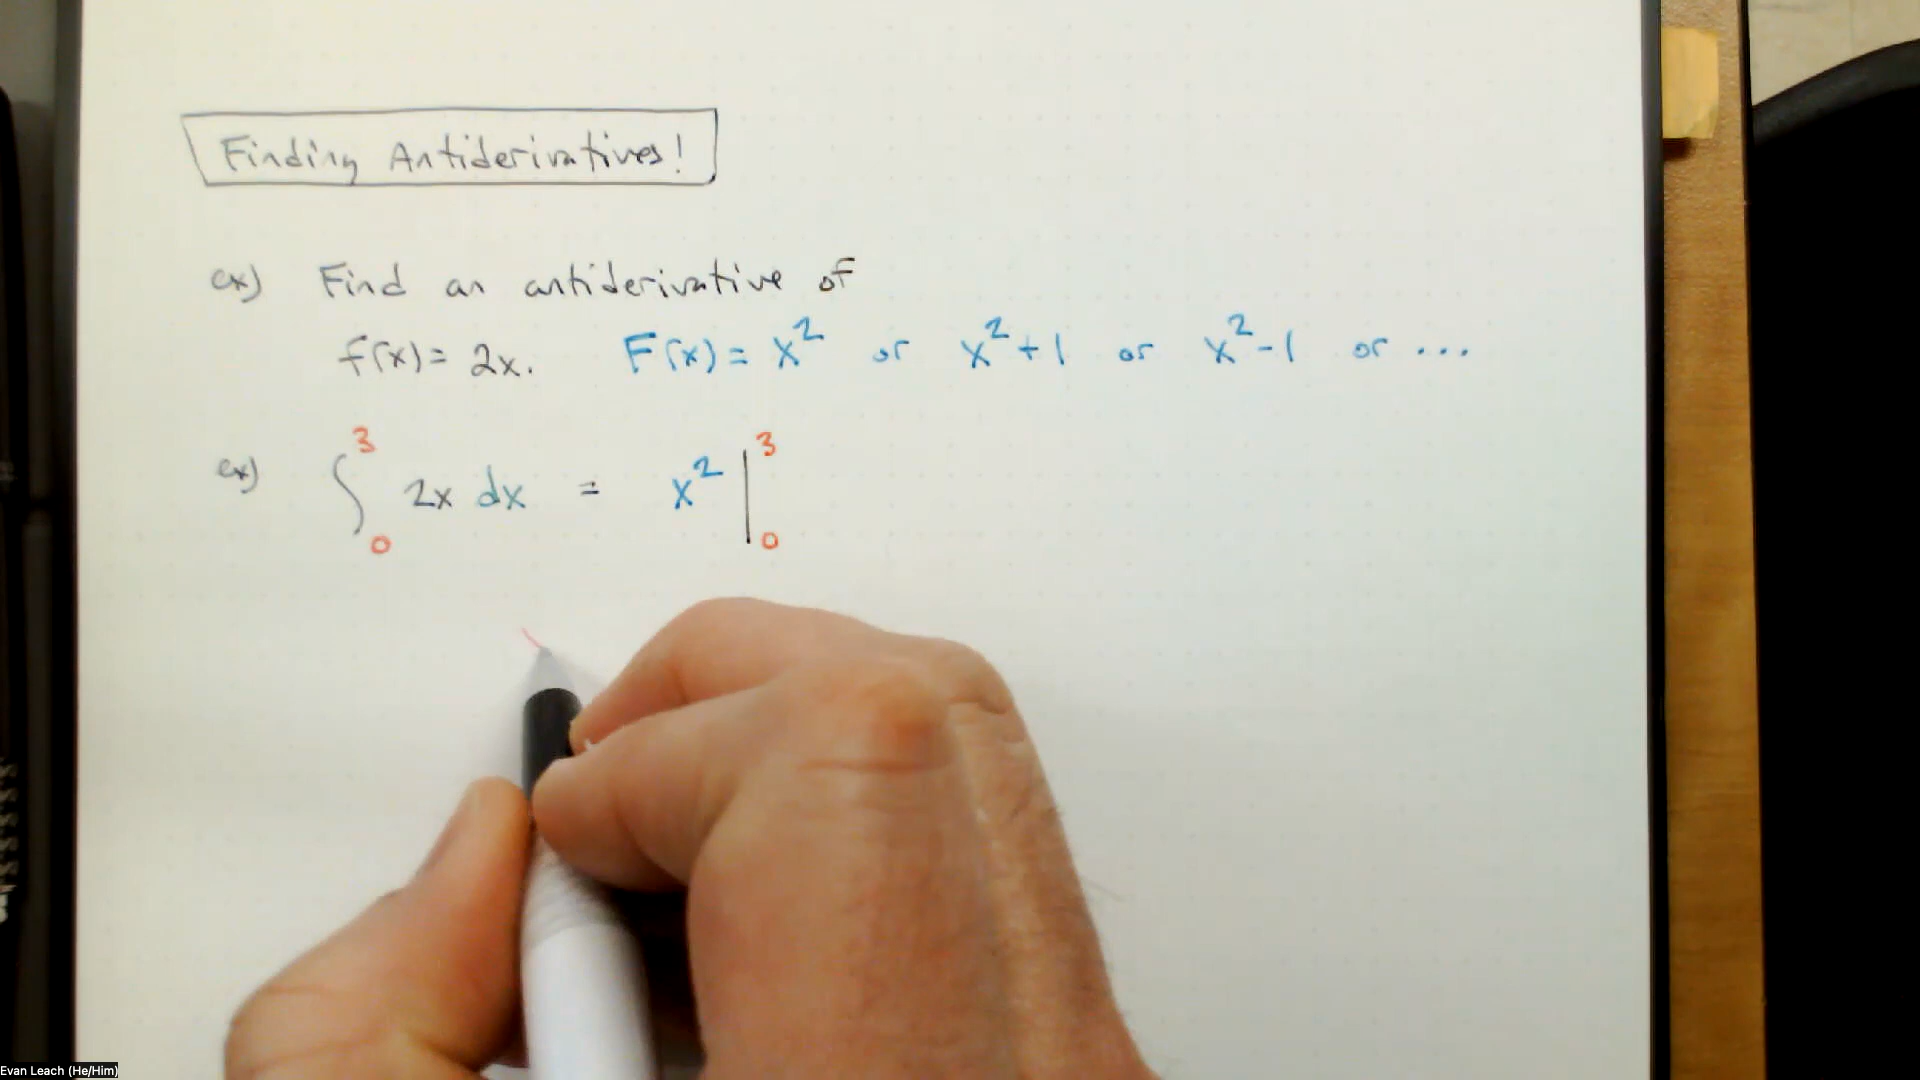 Finding Antiderivatives!
ex) Find an antiderivative of
f(x) = 2x. F(x) = x² or x²+1 or x²-1 or ...
ex) ∫₀³ 2x dx = x² |₀³
Evan Leach (He/Him)